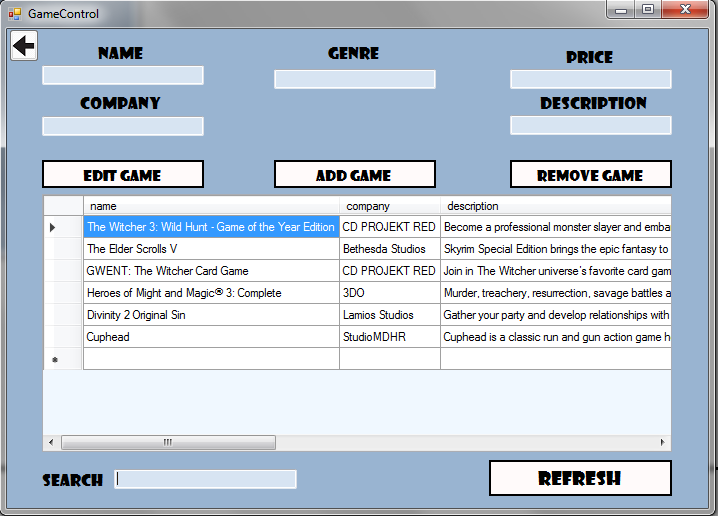 GameControl
NAME GENRE PRICE
COMPANY DESCRIPTION
EDIT GAME ADD GAME REMOVE GAME
name company description
The Witcher 3: Wild Hunt - Game of the Year Edition CD PROJEKT RED Become a professional monster slayer and emba
The Elder Scrolls V Bethesda Studios Skyrim Special Edition brings the epic fantasy to
GWENT: The Witcher Card Game CD PROJEKT RED Join in The Witcher universe's favorite card gam
Heroes of Might and Magic® 3: Complete 3DO Murder, treachery, resurrection, savage battles a
Divinity 2 Original Sin Lamios Studios Gather your party and develop relationships with
Cuphead StudioMDHR Cuphead is a classic run and gun action game h
SEARCH REFRESH